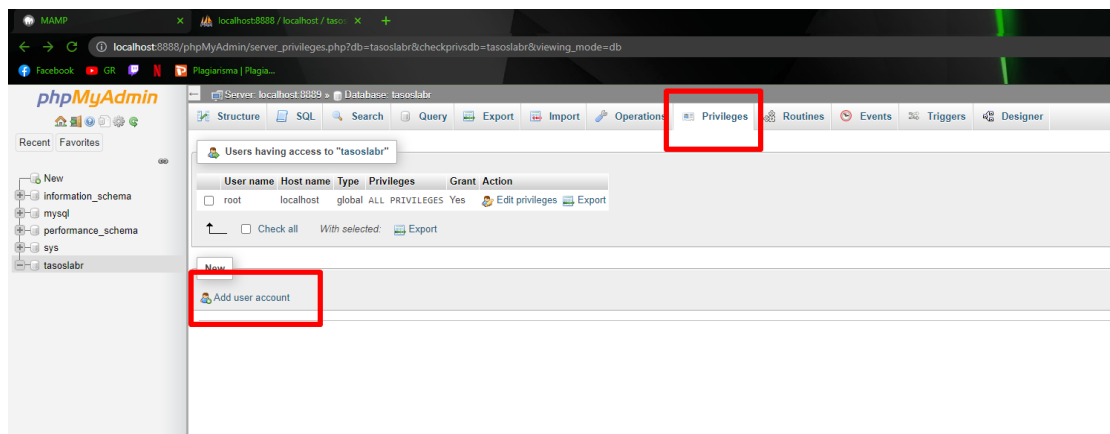 MAMP
localhost:8888 / localhost / tasos
localhost:8888/phpMyAdmin/server_privileges.php?db=tasoslabr&checkprivsdb=tasoslabr&viewing_mode=db
Facebook GR Plagiarisma | Plagia...
phpMyAdmin
Recent Favorites
New
information_schema
mysql
performance_schema
sys
tasoslabr
Server: localhost:8889 » Database: tasoslabr
Structure SQL Search Query Export Import Operations Privileges Routines Events Triggers Designer
Users having access to "tasoslabr"
User name Host name Type Privileges Grant Action
root localhost global ALL PRIVILEGES Yes Edit privileges Export
Check all With selected: Export
New
Add user account